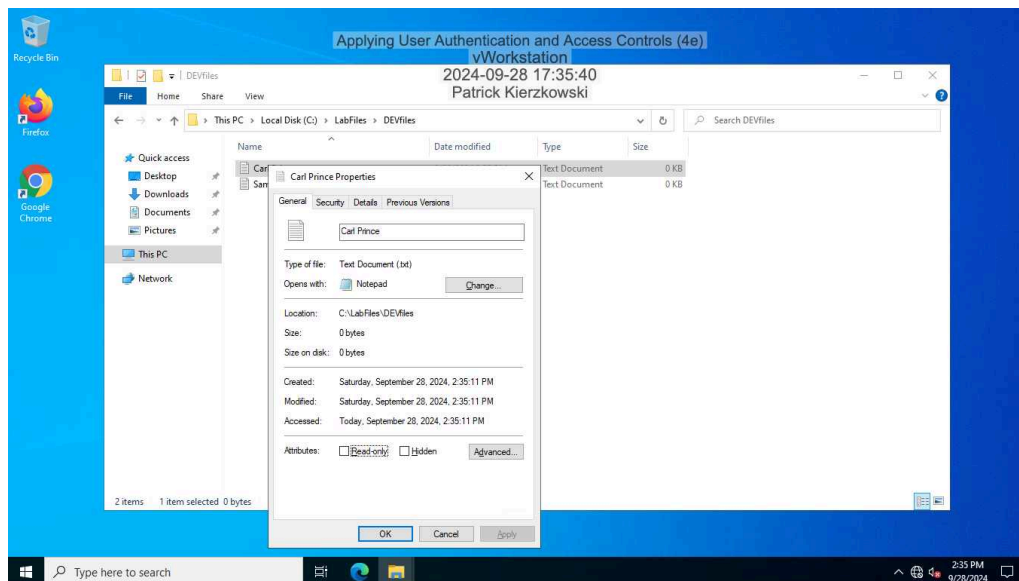 Recycle Bin
Firefox
Google
Chrome
Applying User Authentication and Access Controls (4e)
vWorkstation
2024-09-28 17:35:40
Patrick Kierzkowski
DEVfiles
File Home Share View
This PC > Local Disk (C:) > LabFiles > DEVfiles
Search DEVfiles
Name Date modified Type Size
Quick access
Desktop
Downloads
Documents
Pictures
This PC
Network
Text Document 0 KB
Text Document 0 KB
Carl Prince Properties
General Security Details Previous Versions
Carl Prince
Type of file: Text Document (.txt)
Opens with: Notepad Change...
Location: C:\LabFiles\DEVfiles
Size: 0 bytes
Size on disk: 0 bytes
Created: Saturday, September 28, 2024, 2:35:11 PM
Modified: Saturday, September 28, 2024, 2:35:11 PM
Accessed: Today, September 28, 2024, 2:35:11 PM
Attributes: Read-only Hidden Advanced...
OK Cancel Apply
2 items 1 item selected 0 bytes
Type here to search
2:35 PM
9/28/2024